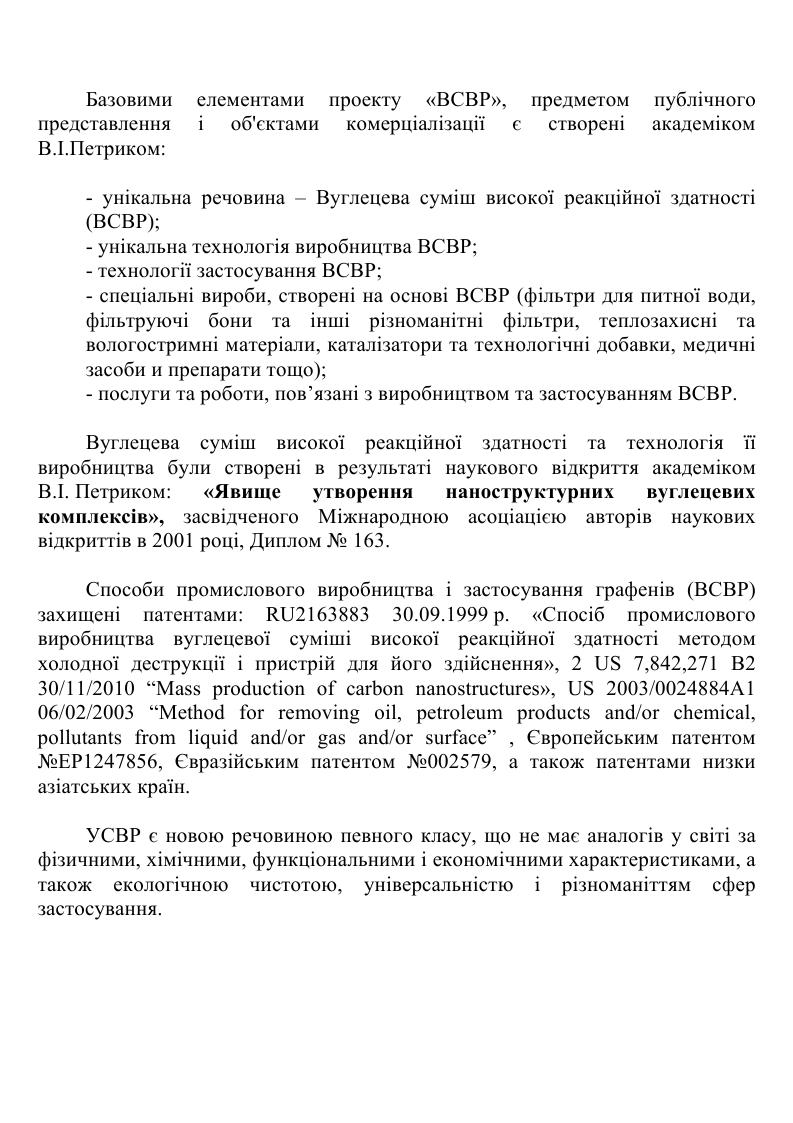 Базовими елементами проекту «ВСВР», предметом публічного
представлення і об'єктами комерціалізації є створені академіком
В.І.Петриком:
- унікальна речовина – Вуглецева суміш високої реакційної здатності
(ВСВР);
- унікальна технологія виробництва ВСВР;
- технології застосування ВСВР;
- спеціальні вироби, створені на основі ВСВР (фільтри для питної води,
фільтруючі бони та інші різноманітні фільтри, теплозахисні та
вологостримні матеріали, каталізатори та технологічні добавки, медичні
засоби и препарати тощо);
- послуги та роботи, пов’язані з виробництвом та застосуванням ВСВР.
Вуглецева суміш високої реакційної здатності та технологія її
виробництва були створені в результаті наукового відкриття академіком
В.І. Петриком: «Явище утворення наноструктурних вуглецевих
комплексів», засвідченого Міжнародною асоціацією авторів наукових
відкриттів в 2001 році, Диплом № 163.
Способи промислового виробництва і застосування графенів (ВСВР)
захищені патентами: RU2163883 30.09.1999 р. «Спосіб промислового
виробництва вуглецевої суміші високої реакційної здатності методом
холодної деструкції і пристрій для його здійснення», 2 US 7,842,271 B2
30/11/2010 “Mass production of carbon nanostructures», US 2003/0024884A1
06/02/2003 “Method for removing oil, petroleum products and/or chemical,
pollutants from liquid and/or gas and/or surface” , Європейським патентом
№EP1247856, Євразійським патентом №002579, а також патентами низки
азіатських країн.
УСВР є новою речовиною певного класу, що не має аналогів у світі за
фізичними, хімічними, функціональними і економічними характеристиками, а
також екологічною чистотою, універсальністю і різноманіттям сфер
застосування.